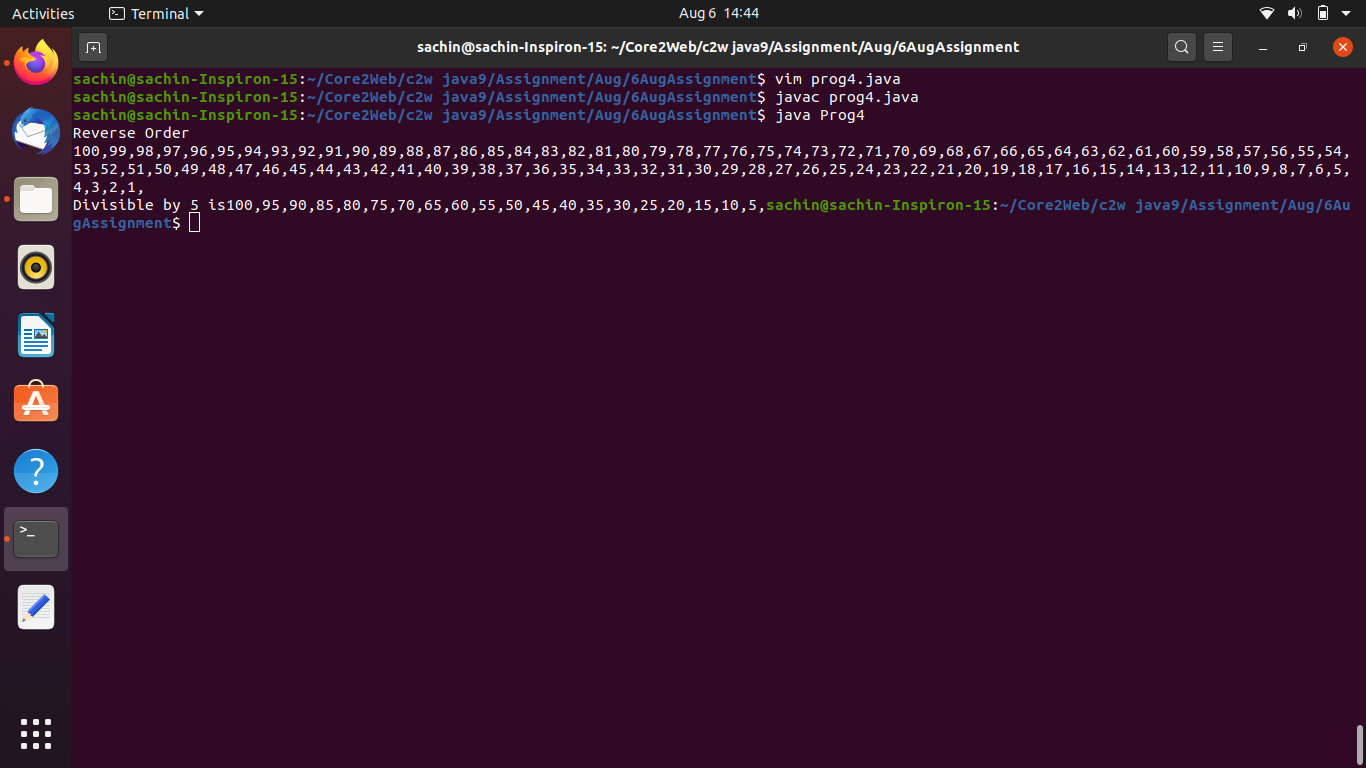 Activities
Terminal
Aug 6 14:44
sachin@sachin-Inspiron-15: ~/Core2Web/c2w java9/Assignment/Aug/6AugAssignment
sachin@sachin-Inspiron-15:~/Core2Web/c2w java9/Assignment/Aug/6AugAssignment$ vim prog4.java
sachin@sachin-Inspiron-15:~/Core2Web/c2w java9/Assignment/Aug/6AugAssignment$ javac prog4.java
sachin@sachin-Inspiron-15:~/Core2Web/c2w java9/Assignment/Aug/6AugAssignment$ java Prog4
Reverse Order
100,99,98,97,96,95,94,93,92,91,90,89,88,87,86,85,84,83,82,81,80,79,78,77,76,75,74,73,72,71,70,69,68,67,66,65,64,63,62,61,60,59,58,57,56,55,54,
53,52,51,50,49,48,47,46,45,44,43,42,41,40,39,38,37,36,35,34,33,32,31,30,29,28,27,26,25,24,23,22,21,20,19,18,17,16,15,14,13,12,11,10,9,8,7,6,5,
4,3,2,1,
Divisible by 5 is100,95,90,85,80,75,70,65,60,55,50,45,40,35,30,25,20,15,10,5,sachin@sachin-Inspiron-15:~/Core2Web/c2w java9/Assignment/Aug/6Au
gAssignment$